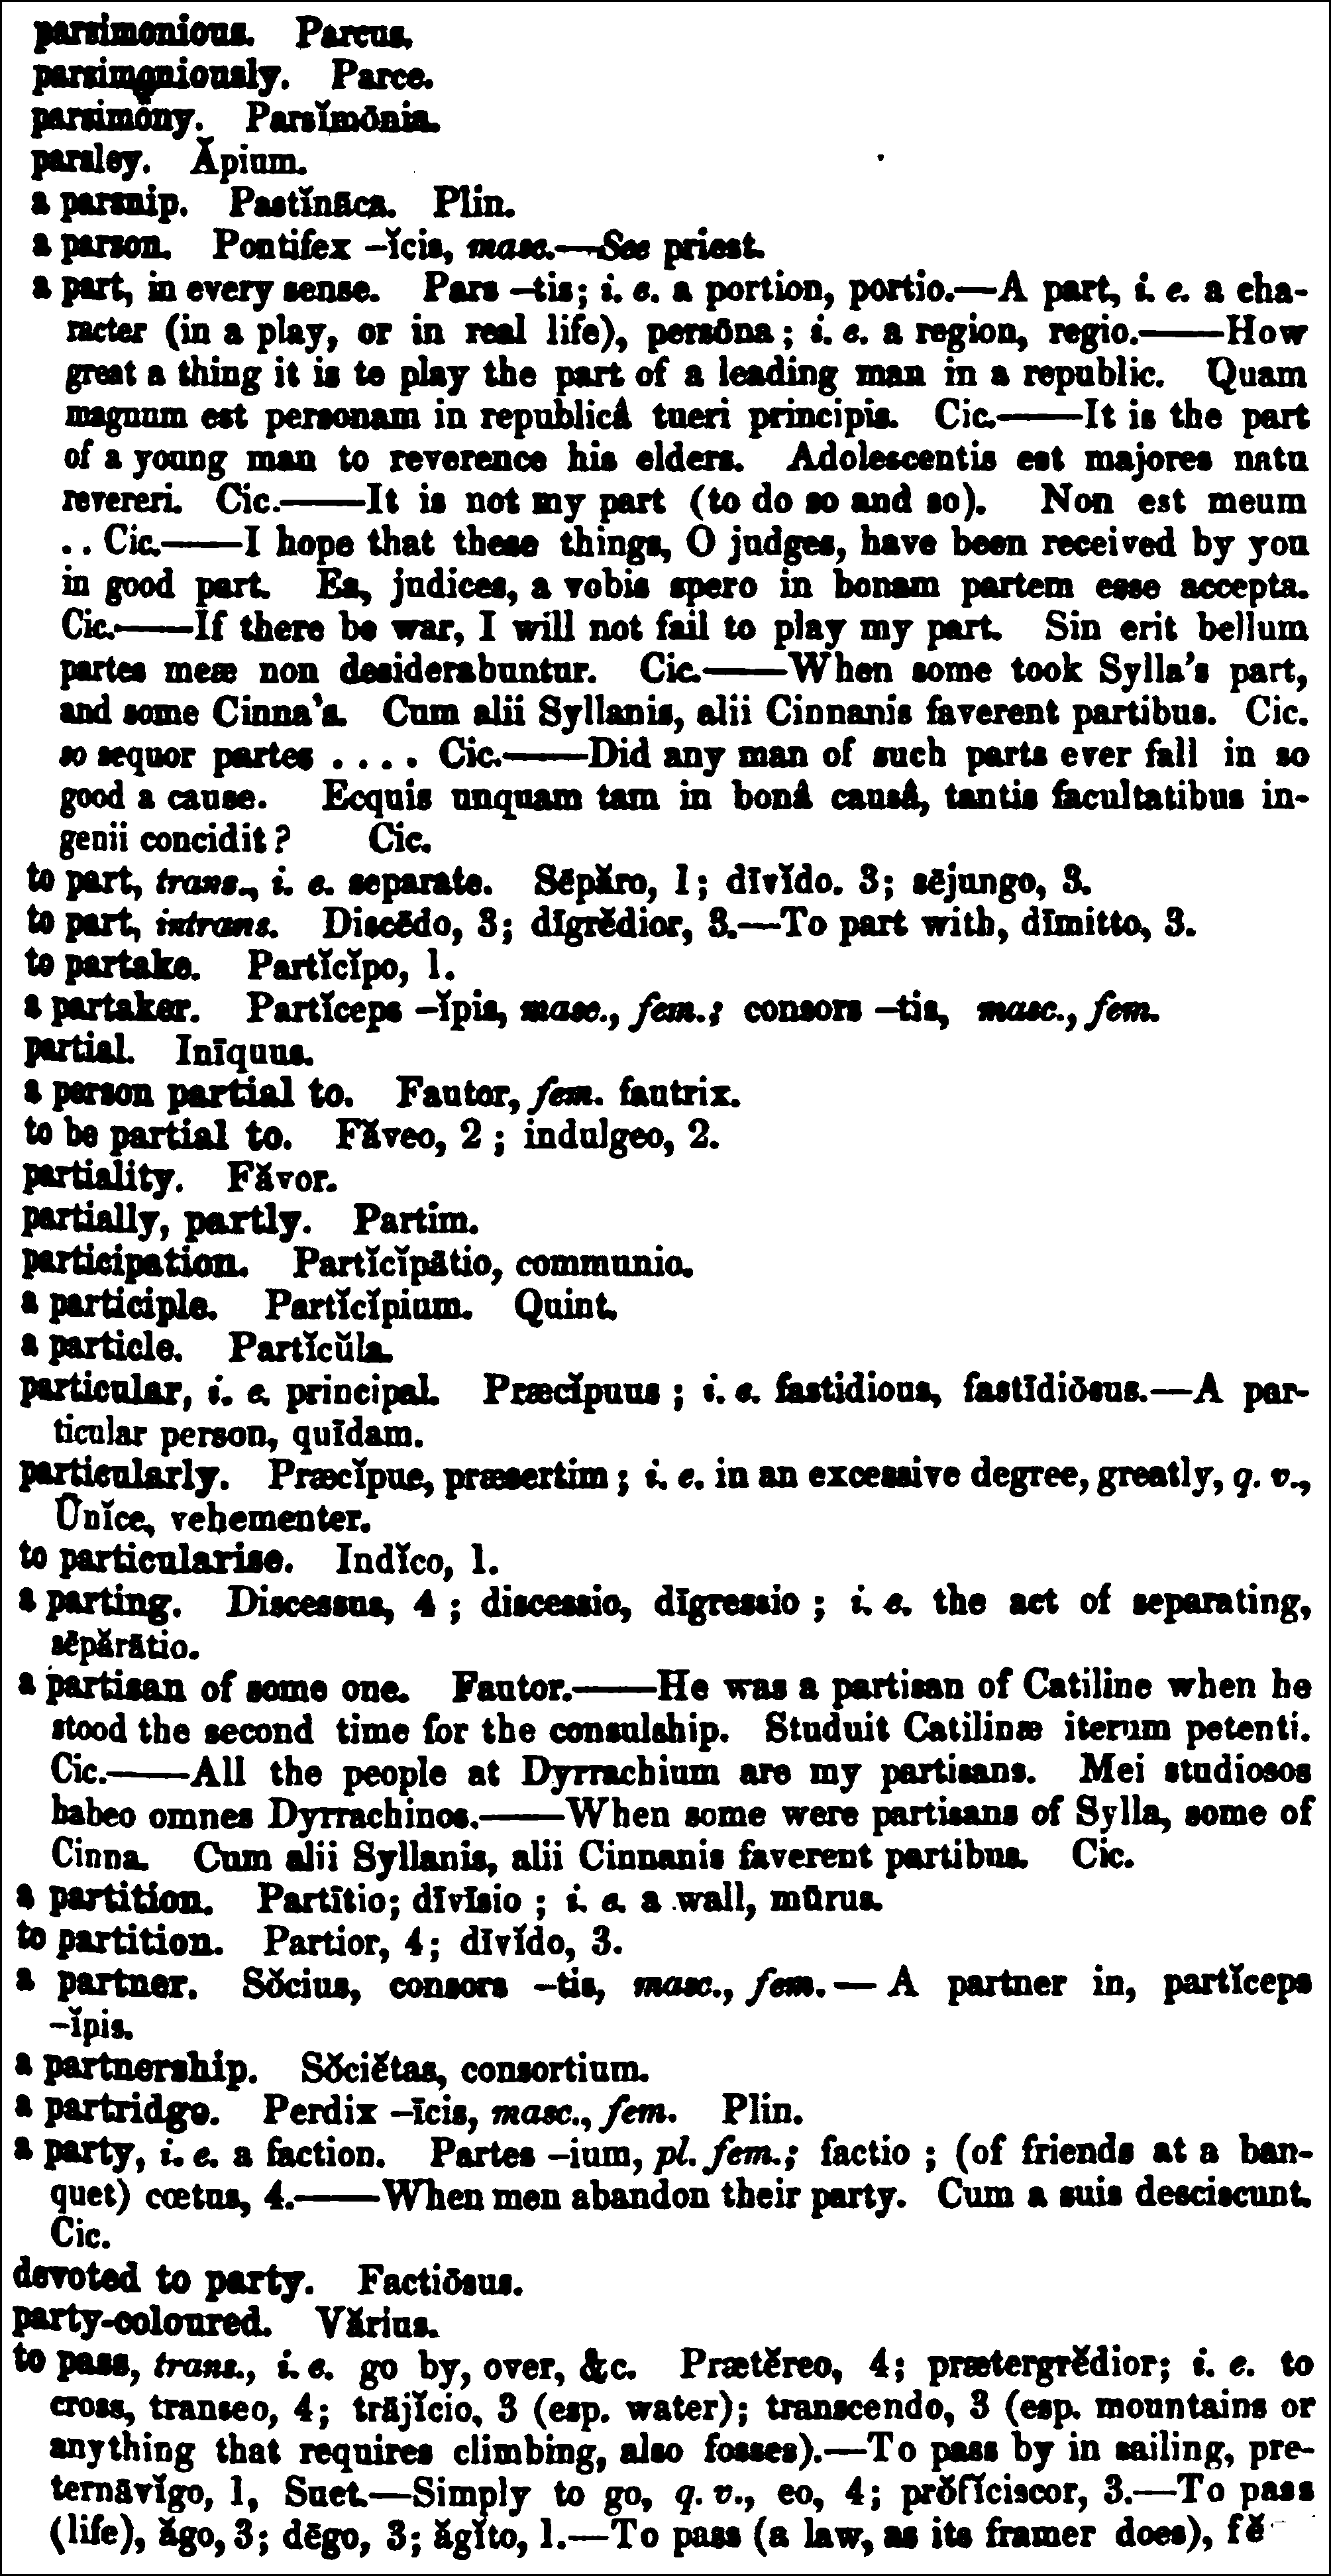 parsimonious. Parcus.
parsimoniously. Parce.
parsimony. Parsĭmōnia.
parsley. Ăpium.
a parsnip. Pastĭnāca. Plin.
a parson. Pontifex –ĭcis, masc.—See priest.
a part, in every sense. Pars –tis; i. e. a portion, portio.—A part, i. e. a cha-
racter (in a play, or in real life), persōna; i. e. a region, regio.——How
great a thing it is to play the part of a leading man in a republic. Quam
magnum est personam in republicâ tueri principis. Cic.——It is the part
of a young man to reverence his elders. Adolescentis est majores natu
revereri. Cic.——It is not my part (to do so and so). Non est meum
.. Cic.——I hope that these things, O judges, have been received by you
in good part. Ea, judices, a vobis spero in bonam partem esse accepta.
Cic.——If there be war, I will not fail to play my part. Sin erit bellum
partes meæ non desiderabuntur. Cic.——When some took Sylla's part,
and some Cinna's. Cum alii Syllanis, alii Cinnanis faverent partibus. Cic.
so sequor partes .... Cic.——Did any man of such parts ever fall in so
good a cause. Ecquis unquam tam in bonâ causâ, tantis facultatibus in-
genii concidit? Cic.
to part, trans., i. e. separate. Sēpăro, 1; dīvĭdo. 3; sējungo, 3.
to part, intrans. Discēdo, 3; dīgrĕdior, 3.—To part with, dīmitto, 3.
to partake. Partĭcĭpo, 1.
a partaker. Partĭceps –ĭpis, masc., fem.; consors –tis, masc., fem.
partial. Inīquus.
a person partial to. Fautor, fem. fautrix.
to be partial to. Făveo, 2; indulgeo, 2.
partiality. Făvor.
partially, partly. Partim.
participation. Partĭcĭpātio, communio.
a participle. Partĭcĭpium. Quint.
a particle. Partĭcŭla.
particular, i. e. principal. Præcĭpuus; i. e. fastidious, fastīdiōsus.—A par-
ticular person, quīdam.
particularly. Præcĭpue, præsertim; i. e. in an excessive degree, greatly, q. v.,
Ūnĭce, vehementer.
to particularise. Indĭco, 1.
a parting. Discessus, 4; discessio, dīgressio; i. e. the act of separating,
sēpărātio.
a partisan of some one. Fautor.——He was a partisan of Catiline when he
stood the second time for the consulship. Studuit Catilinæ iterum petenti.
Cic.——All the people at Dyrrachium are my partisans. Mei studiosos
habeo omnes Dyrrachinos.——When some were partisans of Sylla, some of
Cinna. Cum alii Syllanis, alii Cinnanis faverent partibus. Cic.
a partition. Partītio; dīvīsio; i. e. a wall, mūrus.
to partition. Partior, 4; dīvĭdo, 3.
a partner. Sŏcius, consors –tis, masc., fem.— A partner in, partĭceps
–ĭpis.
a partnership. Sŏciĕtas, consortium.
a partridge. Perdix –īcis, masc., fem. Plin.
a party, i. e. a faction. Partes –ium, pl. fem.; factio; (of friends at a ban-
quet) cœtus, 4.——When men abandon their party. Cum a suis desciscunt.
Cic.
devoted to party. Factiōsus.
party-coloured. Vărius.
to pass, trans., i. e. go by, over, &c. Prætĕreo, 4; prætergrĕdior; i. e. to
cross, transeo, 4; trājĭcio, 3 (esp. water); transcendo, 3 (esp. mountains or
anything that requires climbing, also fosses).—To pass by in sailing, pre-
ternāvĭgo, 1, Suet.—Simply to go, q. v., eo, 4; prŏfĭciscor, 3.—To pass
(life), ăgo, 3; dēgo, 3; ăgĭto, 1.—To pass (a law, as its framer does), fĕ